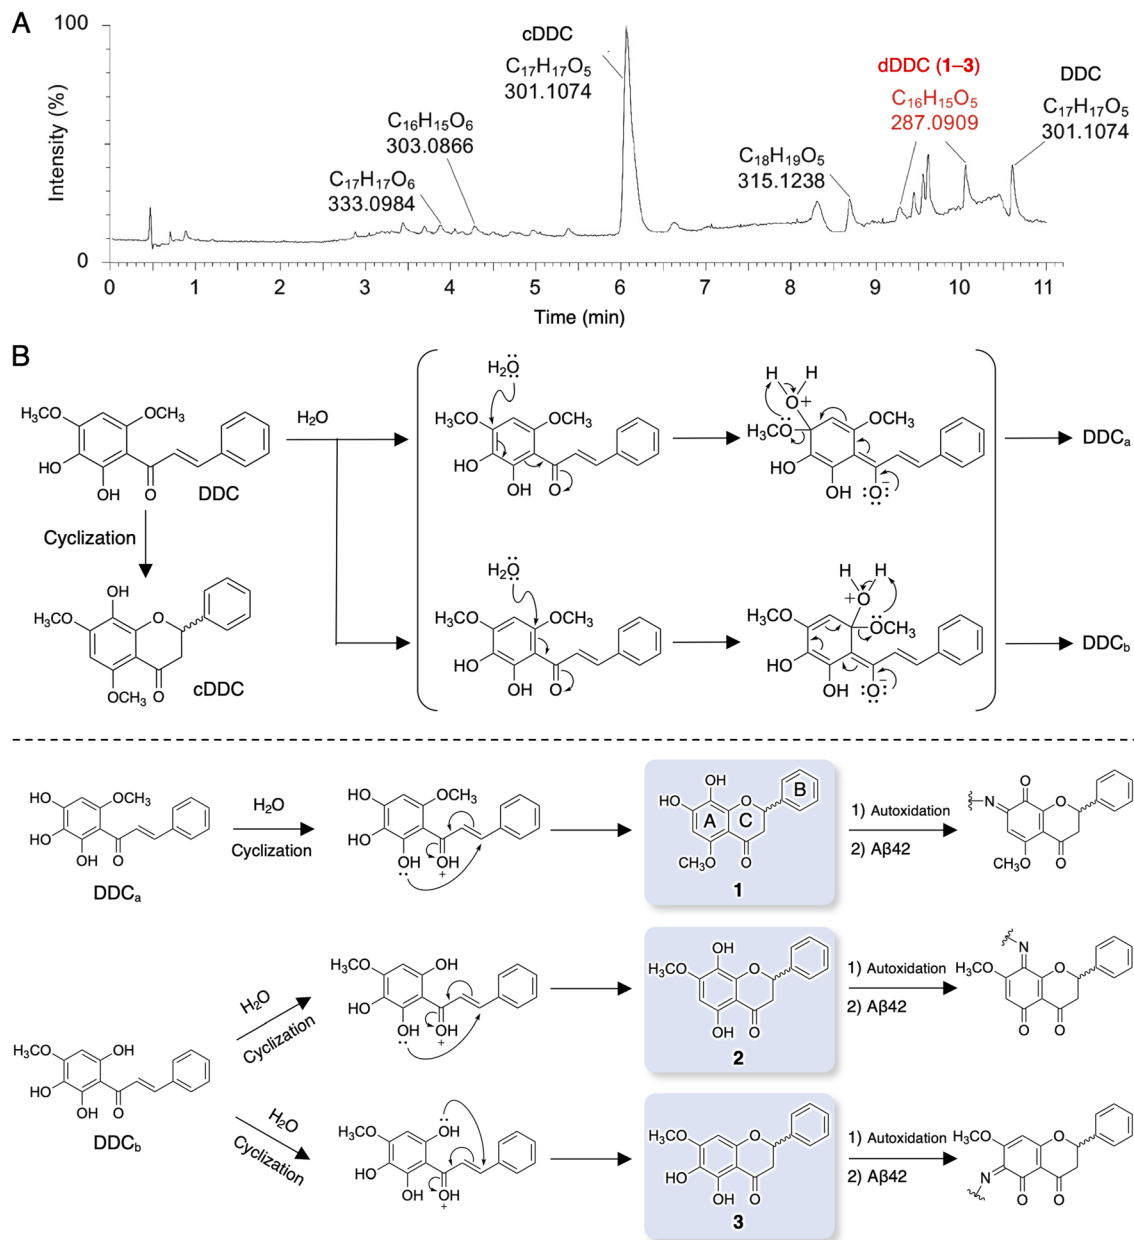 A
100
Intensity (%)
0
cDDC
C₁₇H₁₇O₅
301.1074
dDDC (1–3)
C₁₆H₁₅O₅
287.0909
DDC
C₁₇H₁₇O₅
301.1074
C₁₆H₁₅O₆
303.0866
C₁₈H₁₉O₅
315.1238
C₁₇H₁₇O₆
333.0984
0 1 2 3 4 5 6 7 8 9 10 11
Time (min)
B
H₃CO
OCH₃
HO
OH
O
DDC
H₂O
Cyclization
OH
H₃CO
O
OCH₃
O
cDDC
H₂O
H₃CO
OCH₃
HO
OH
O
H H
O+
H₃CO
OCH₃
HO
OH
O−
DDCₐ
H₂O
H₃CO
OCH₃
HO
OH
O
H H
+O
H₃CO
OCH₃
HO
OH
O−
DDC_b
HO
OCH₃
HO
OH
O
DDCₐ
H₂O
Cyclization
HO
OCH₃
HO
OH
OH
+
OH
HO
O
B
A
C
OCH₃
O
1
1) Autoxidation
2) Aβ42
N
O
O
OCH₃
O
H₃CO
OH
HO
OH
O
DDC_b
H₂O
Cyclization
H₃CO
OH
HO
OH
OH
+
OH
H₃CO
O
OH
O
2
1) Autoxidation
2) Aβ42
N
H₃CO
O
O
O
H₂O
Cyclization
H₃CO
OH
HO
OH
OH
+
H₃CO
O
HO
OH
O
3
1) Autoxidation
2) Aβ42
H₃CO
O
N
O
O